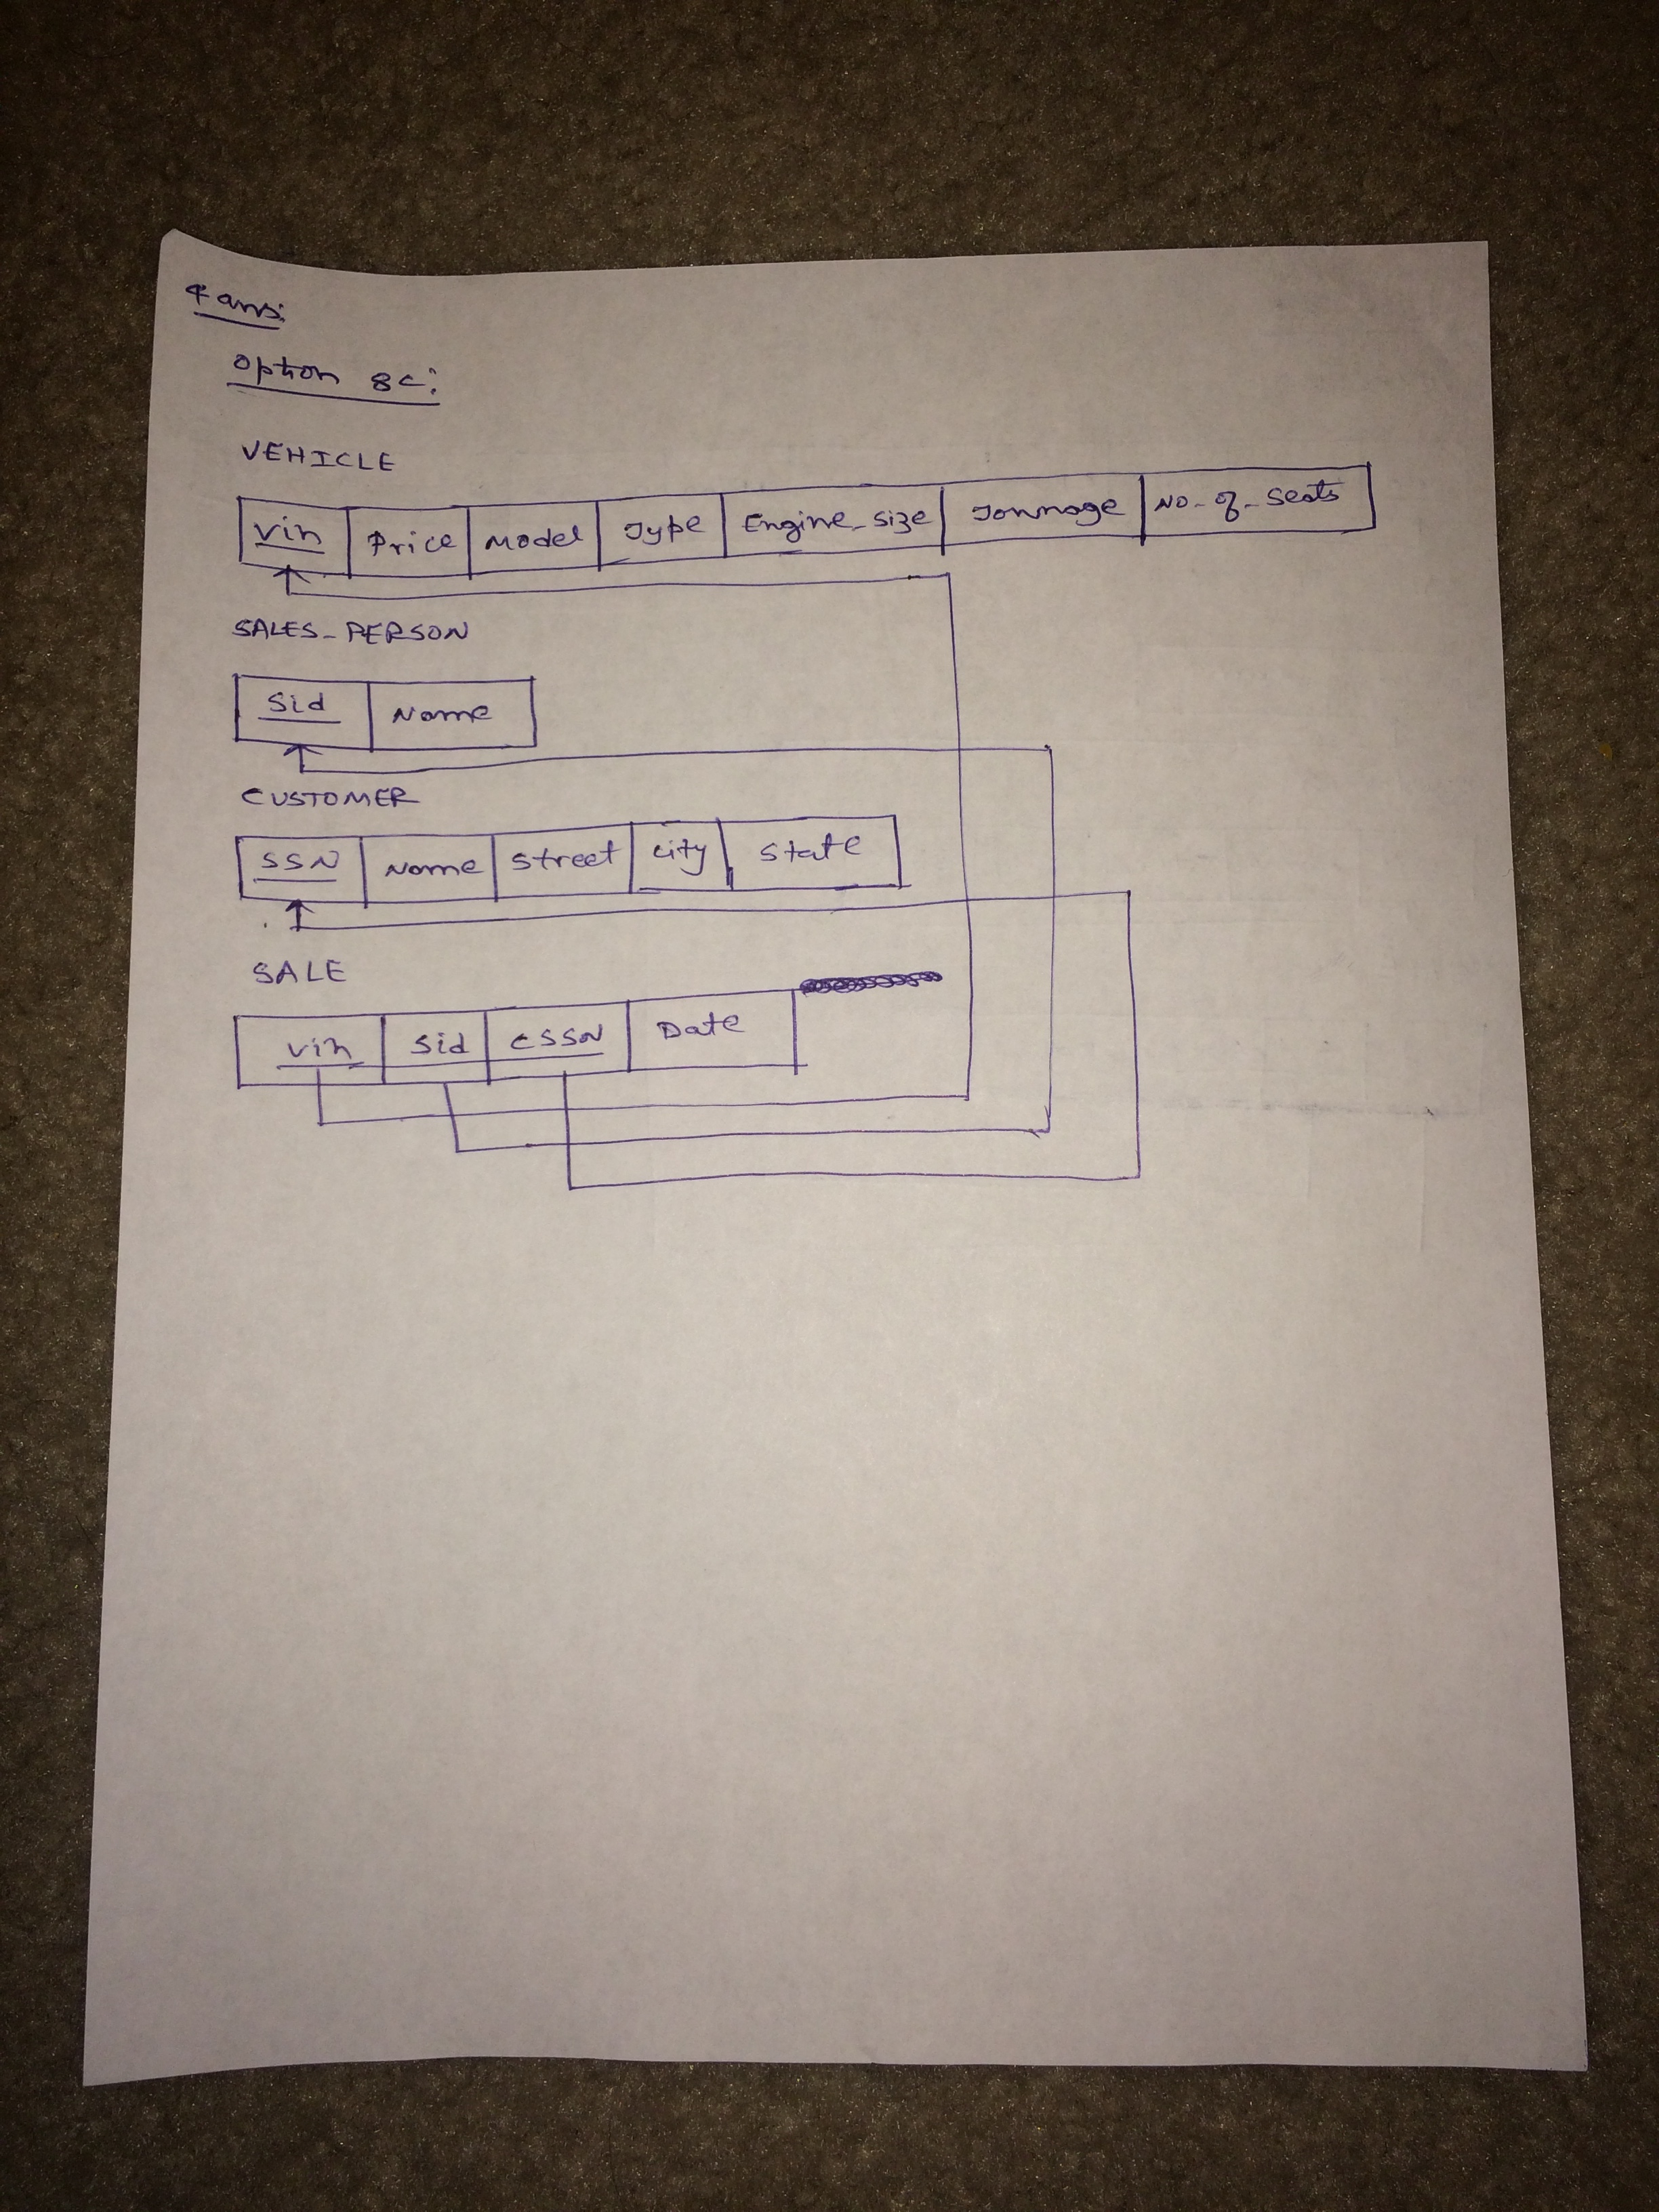 4 ans:
Option 8C:
VEHICLE
Vin Price Model Type Engine_Size Tonnage No_of_Seats
SALES_PERSON
Sid Name
CUSTOMER
SSN Name Street City State
SALE
Vin Sid CSSN Date